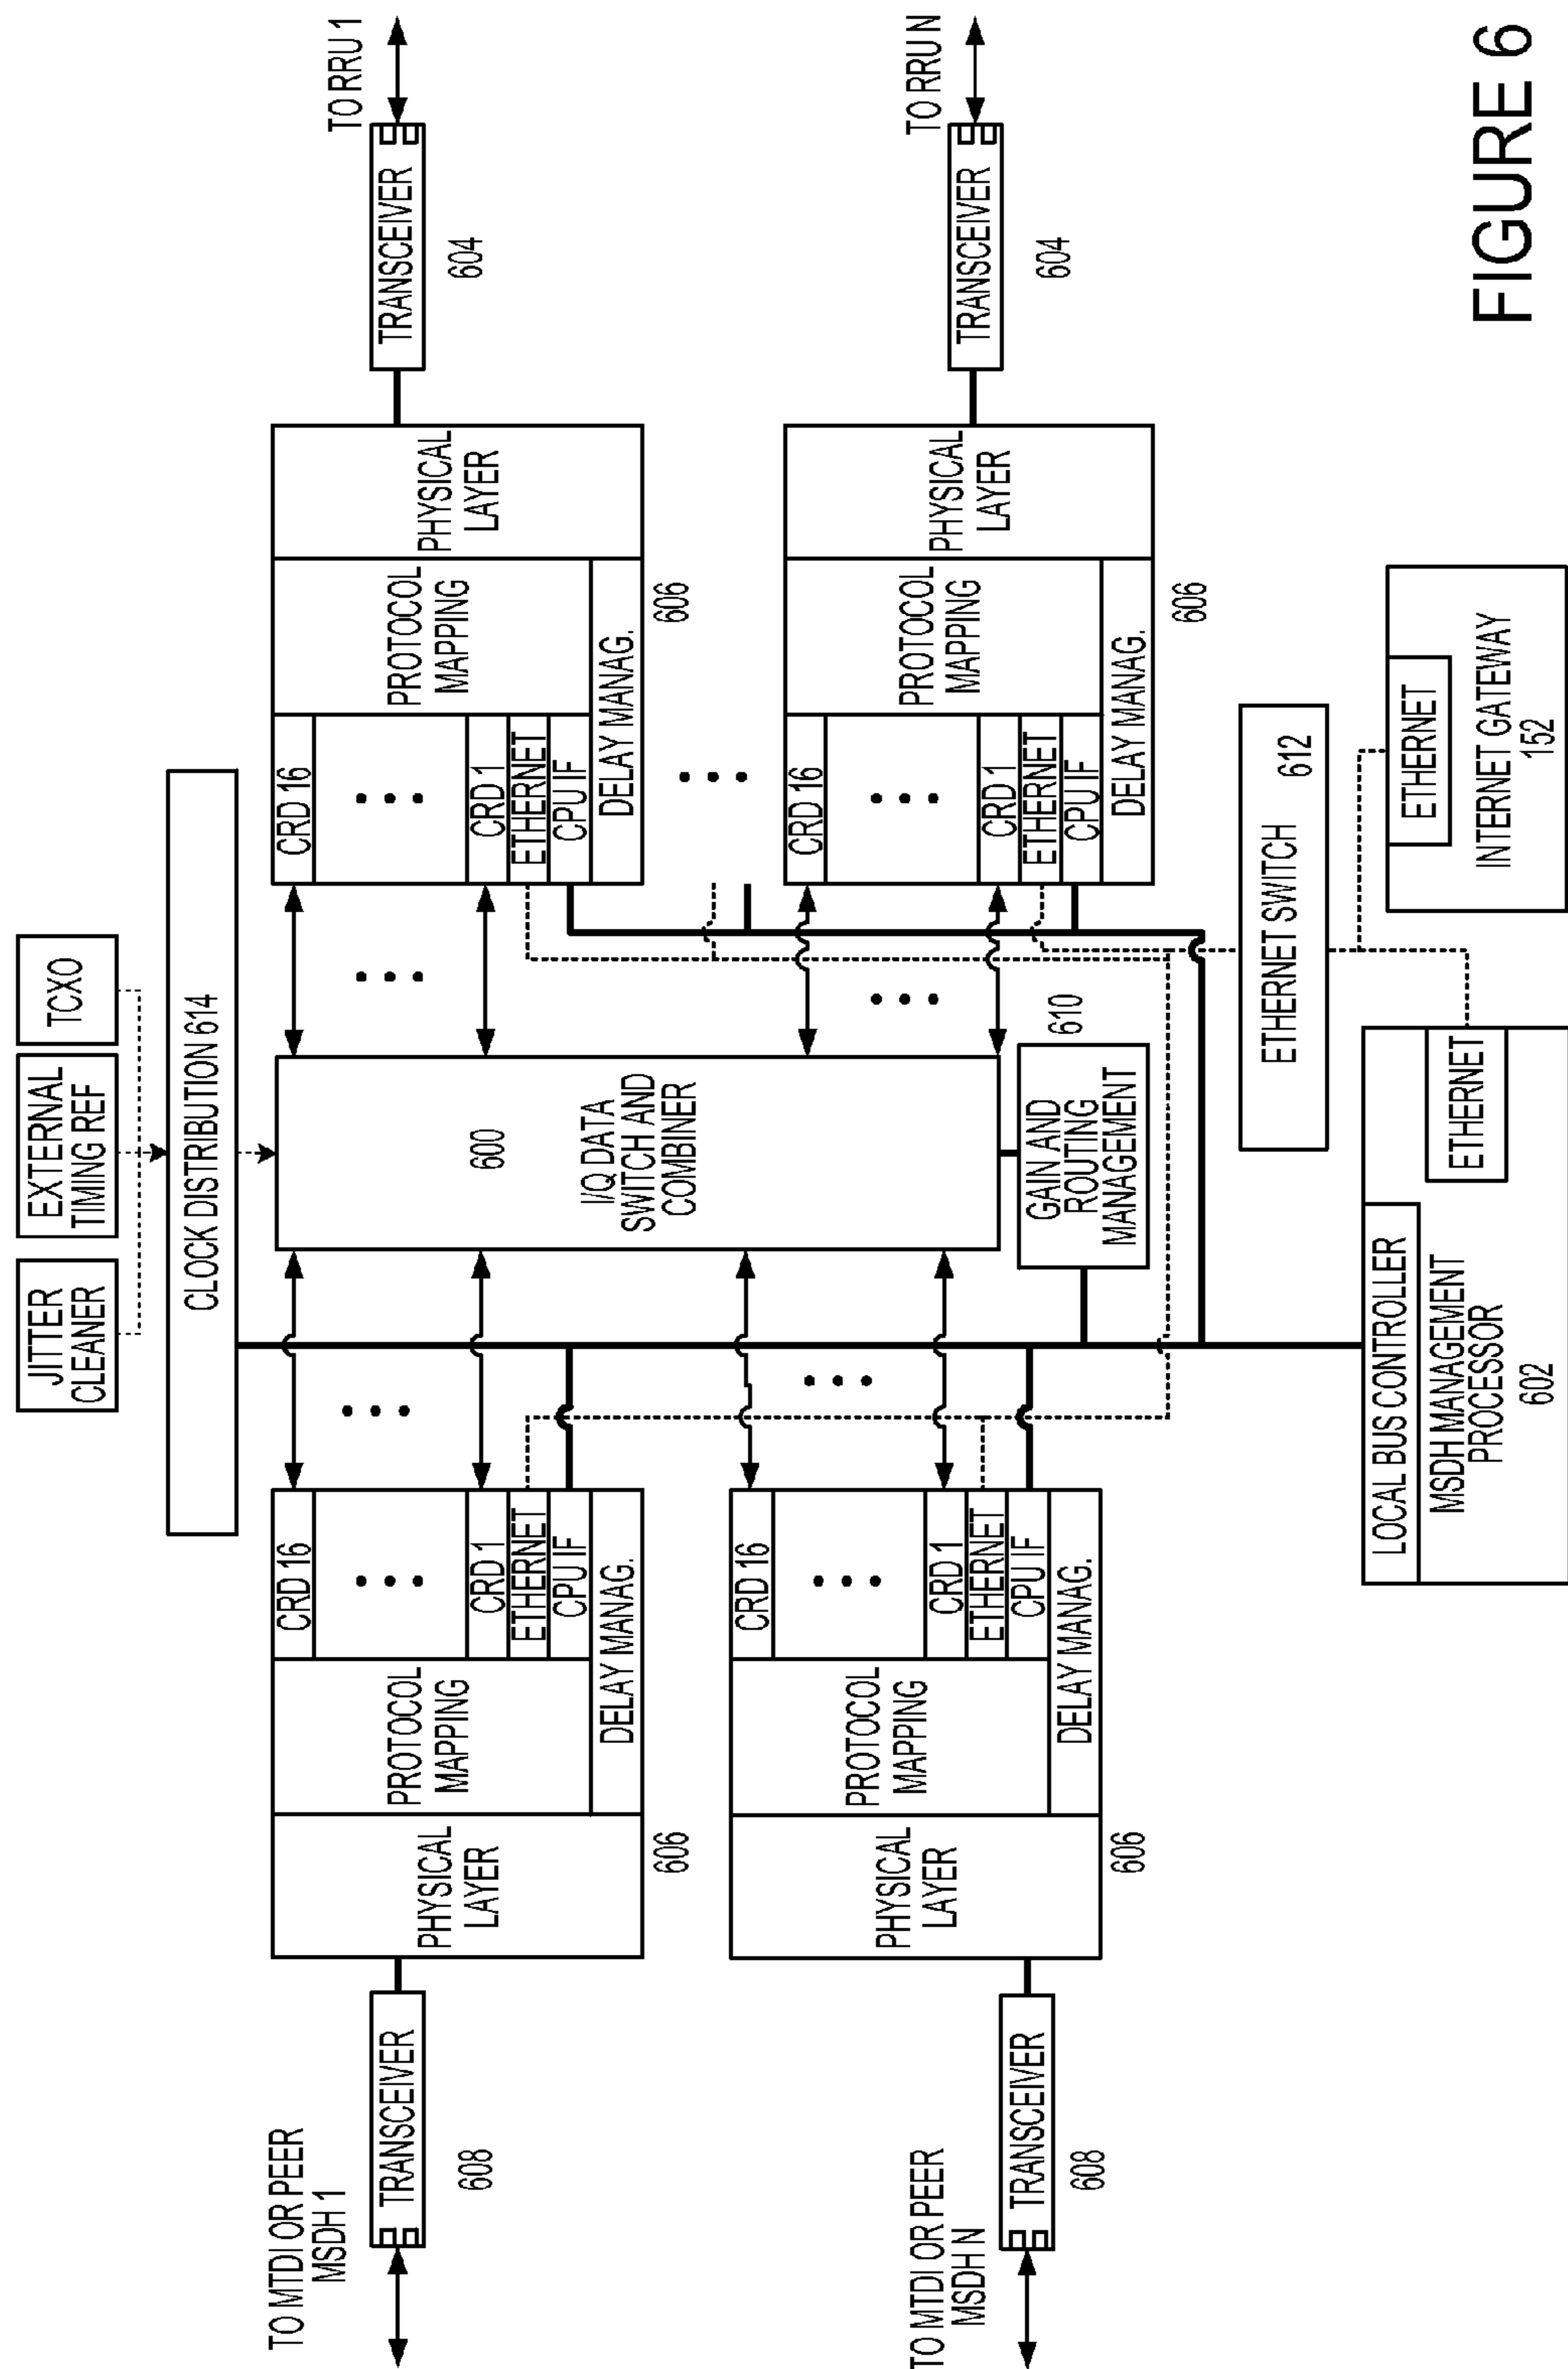 JITTER
CLEANER
EXTERNAL
TIMING REF
TCXO
CLOCK DISTRIBUTION 614
TO MTDI OR PEER
MSDH 1
TRANSCEIVER
608
PHYSICAL
LAYER
PROTOCOL
MAPPING
CRD 16
CRD 1
ETHERNET
CPU IF
DELAY MANAG.
606
TO MTDI OR PEER
MSDH N
TRANSCEIVER
608
PHYSICAL
LAYER
PROTOCOL
MAPPING
CRD 16
CRD 1
ETHERNET
CPU IF
DELAY MANAG.
606
600
I/Q DATA
SWITCH AND
COMBINER
GAIN AND
ROUTING
MANAGEMENT
610
CRD 16
CRD 1
ETHERNET
CPU IF
DELAY MANAG.
PROTOCOL
MAPPING
PHYSICAL
LAYER
606
TRANSCEIVER
604
TO RRU 1
CRD 16
CRD 1
ETHERNET
CPU IF
DELAY MANAG.
PROTOCOL
MAPPING
PHYSICAL
LAYER
606
TRANSCEIVER
604
TO RRU N
ETHERNET SWITCH
612
LOCAL BUS CONTROLLER
ETHERNET
MSDH MANAGEMENT
PROCESSOR
602
ETHERNET
INTERNET GATEWAY
152
FIGURE 6